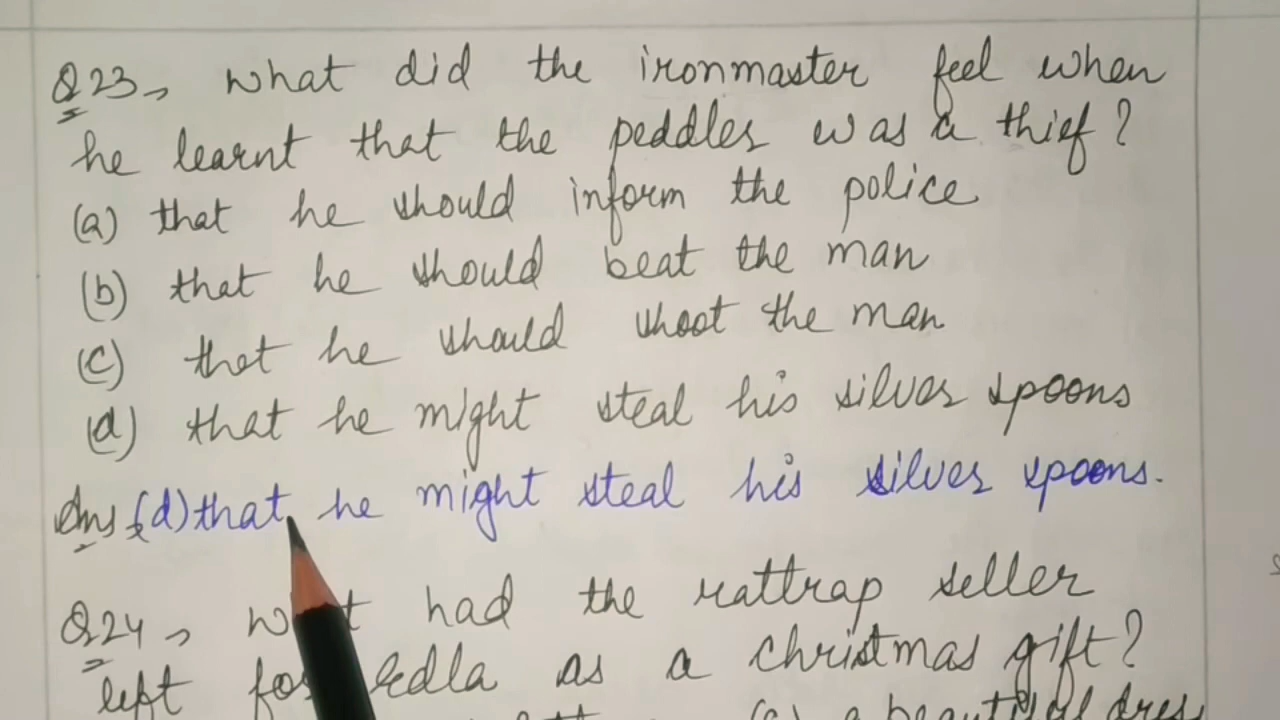 Q23, What did the ironmaster feel when
he learnt that the peddler was a thief?
(a) that he should inform the police
(b) that he should beat the man
(c) that he should shoot the man
(d) that he might steal his silver spoons
Ans (d) that he might steal his silver spoons.
Q24, had the rattrap seller
left for Edla as a christmas gift?
(c) a beautiful dress